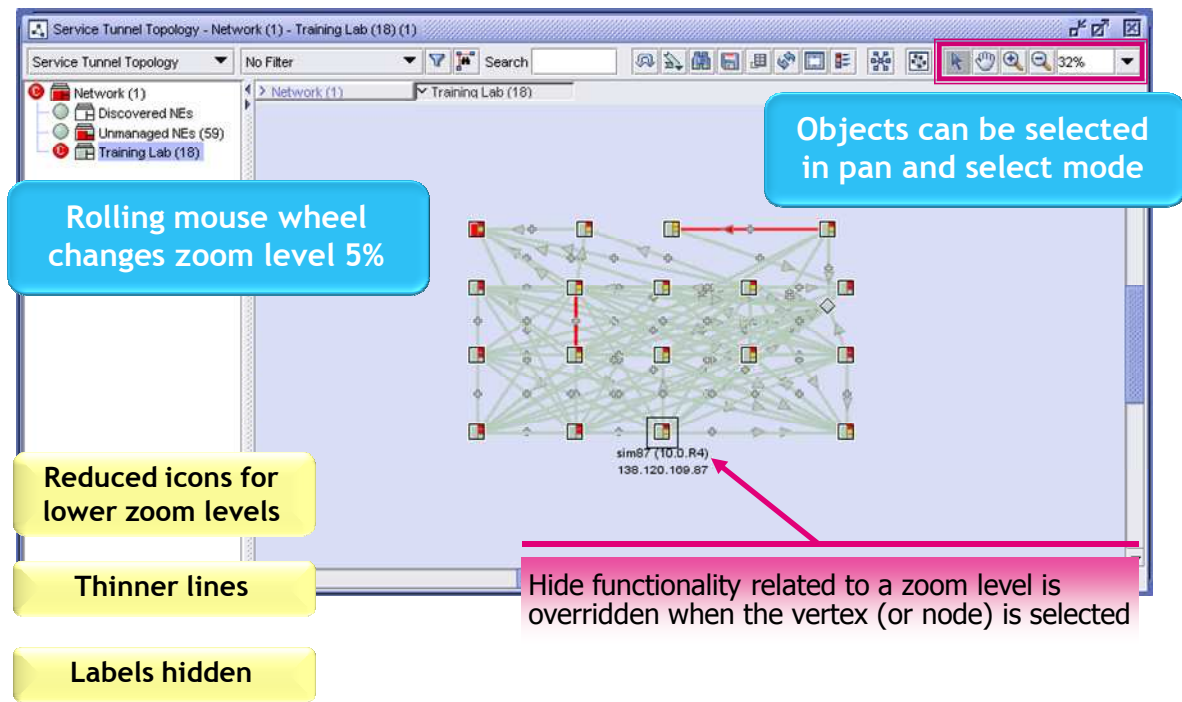 Service Tunnel Topology - Network (1) - Training Lab (18) (1)
Service Tunnel Topology
No Filter
Search
32%
Network (1)
Discovered NEs
Unmanaged NEs (59)
Training Lab (18)
> Network (1)
Training Lab (18)
Objects can be selected
in pan and select mode
Rolling mouse wheel
changes zoom level 5%
sim87 (10.0.R4)
138.120.169.87
Reduced icons for
lower zoom levels
Thinner lines
Labels hidden
Hide functionality related to a zoom level is
overridden when the vertex (or node) is selected